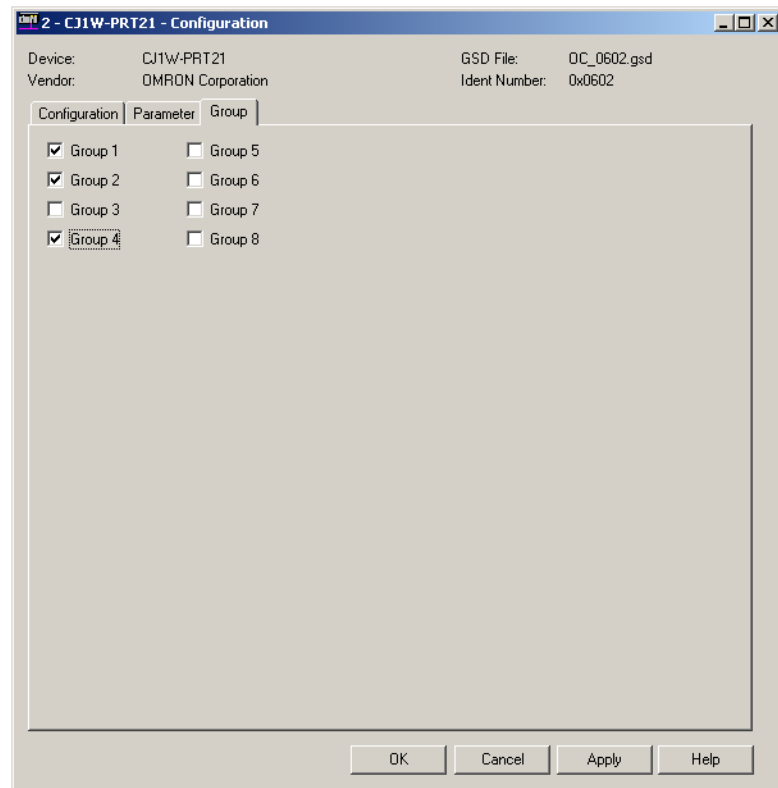 2 - CJ1W-PRT21 - Configuration
Device: CJ1W-PRT21 GSD File: OC_0602.gsd
Vendor: OMRON Corporation Ident Number: 0x0602
Configuration Parameter Group
Group 1 Group 5
Group 2 Group 6
Group 3 Group 7
Group 4 Group 8
OK Cancel Apply Help